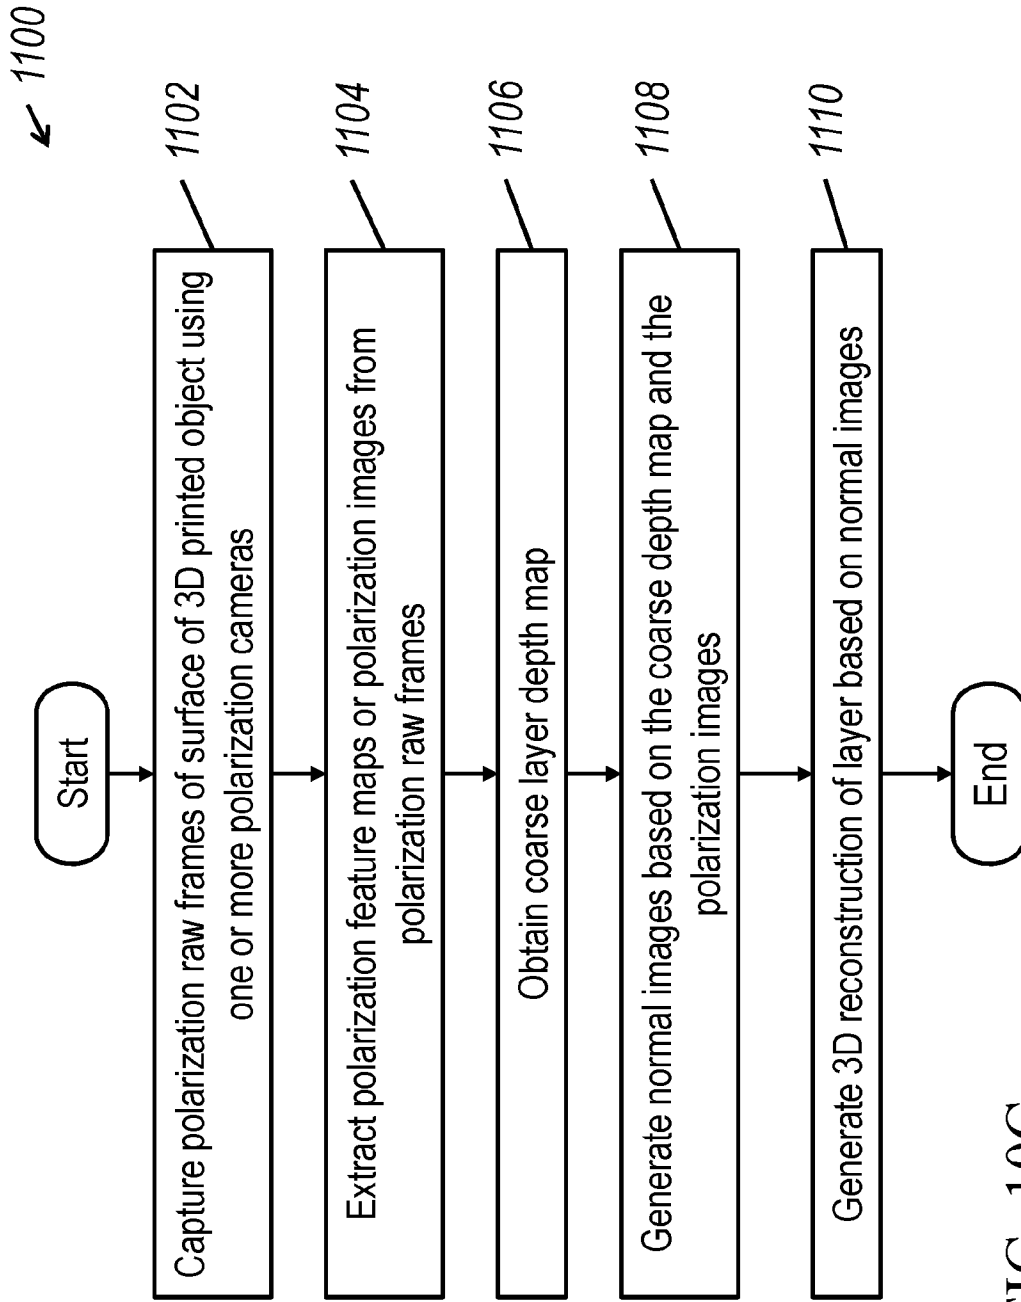 1100
Start
Capture polarization raw frames of surface of 3D printed object using
one or more polarization cameras
1102
Extract polarization feature maps or polarization images from
polarization raw frames
1104
Obtain coarse layer depth map
1106
Generate normal images based on the coarse depth map and the
polarization images
1108
Generate 3D reconstruction of layer based on normal images
1110
End
FIG. 10C